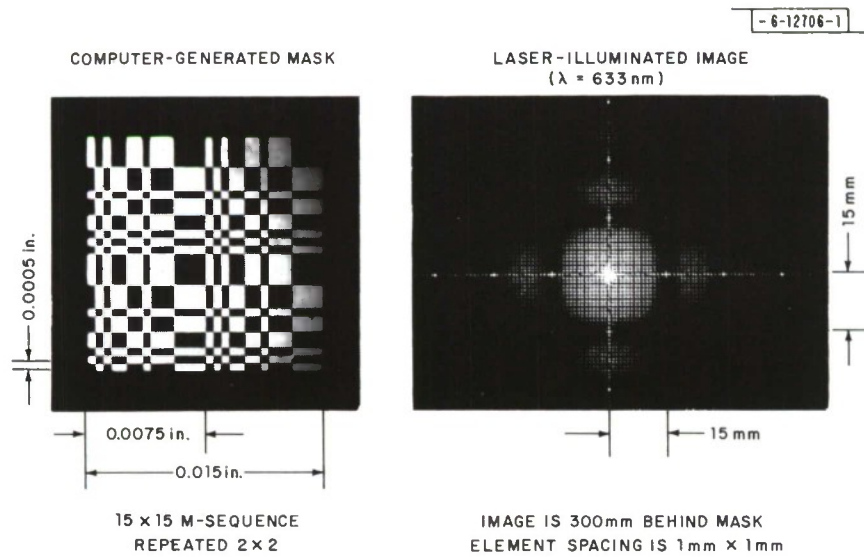 - 6-12706-1
COMPUTER-GENERATED MASK
LASER-ILLUMINATED IMAGE
(λ = 633 nm)
0.0005 in.
15 mm
0.0075 in.
0.015 in.
15 mm
15 x 15 M-SEQUENCE
REPEATED 2 x 2
IMAGE IS 300mm BEHIND MASK
ELEMENT SPACING IS 1mm x 1mm